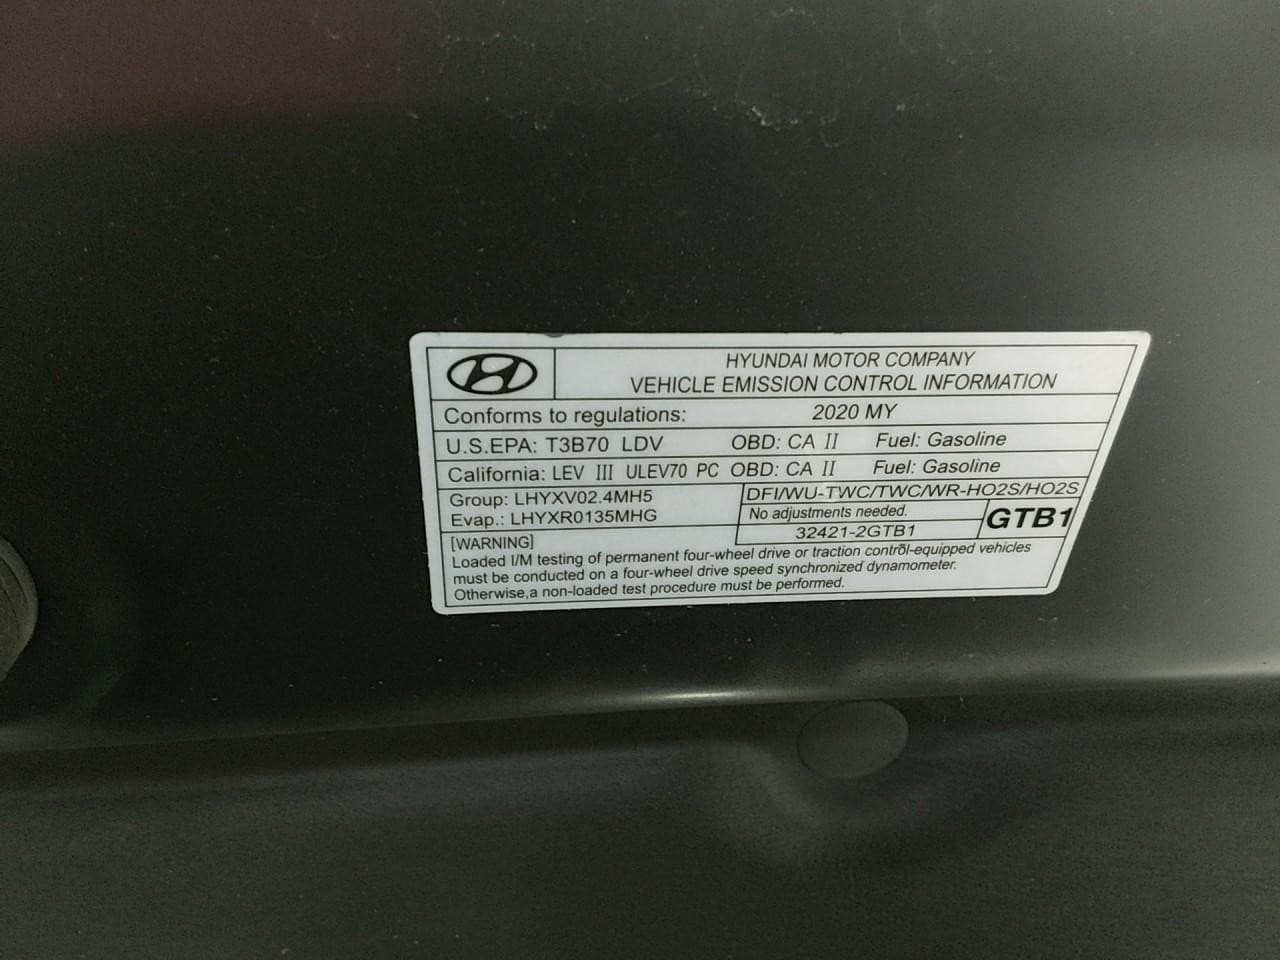 HYUNDAI MOTOR COMPANY
VEHICLE EMISSION CONTROL INFORMATION
Conforms to regulations: 2020 MY
U.S.EPA: T3B70 LDV OBD: CA II Fuel: Gasoline
California: LEV III ULEV70 PC OBD: CA II Fuel: Gasoline
Group: LHYXV02.4MH5
Evap.: LHYXR0135MHG
DFI/WU-TWC/TWC/WR-HO2S/HO2S
No adjustments needed.
32421-2GTB1
GTB1
[WARNING]
Loaded I/M testing of permanent four-wheel drive or traction control-equipped vehicles
must be conducted on a four-wheel drive speed synchronized dynamometer.
Otherwise,a non-loaded test procedure must be performed.